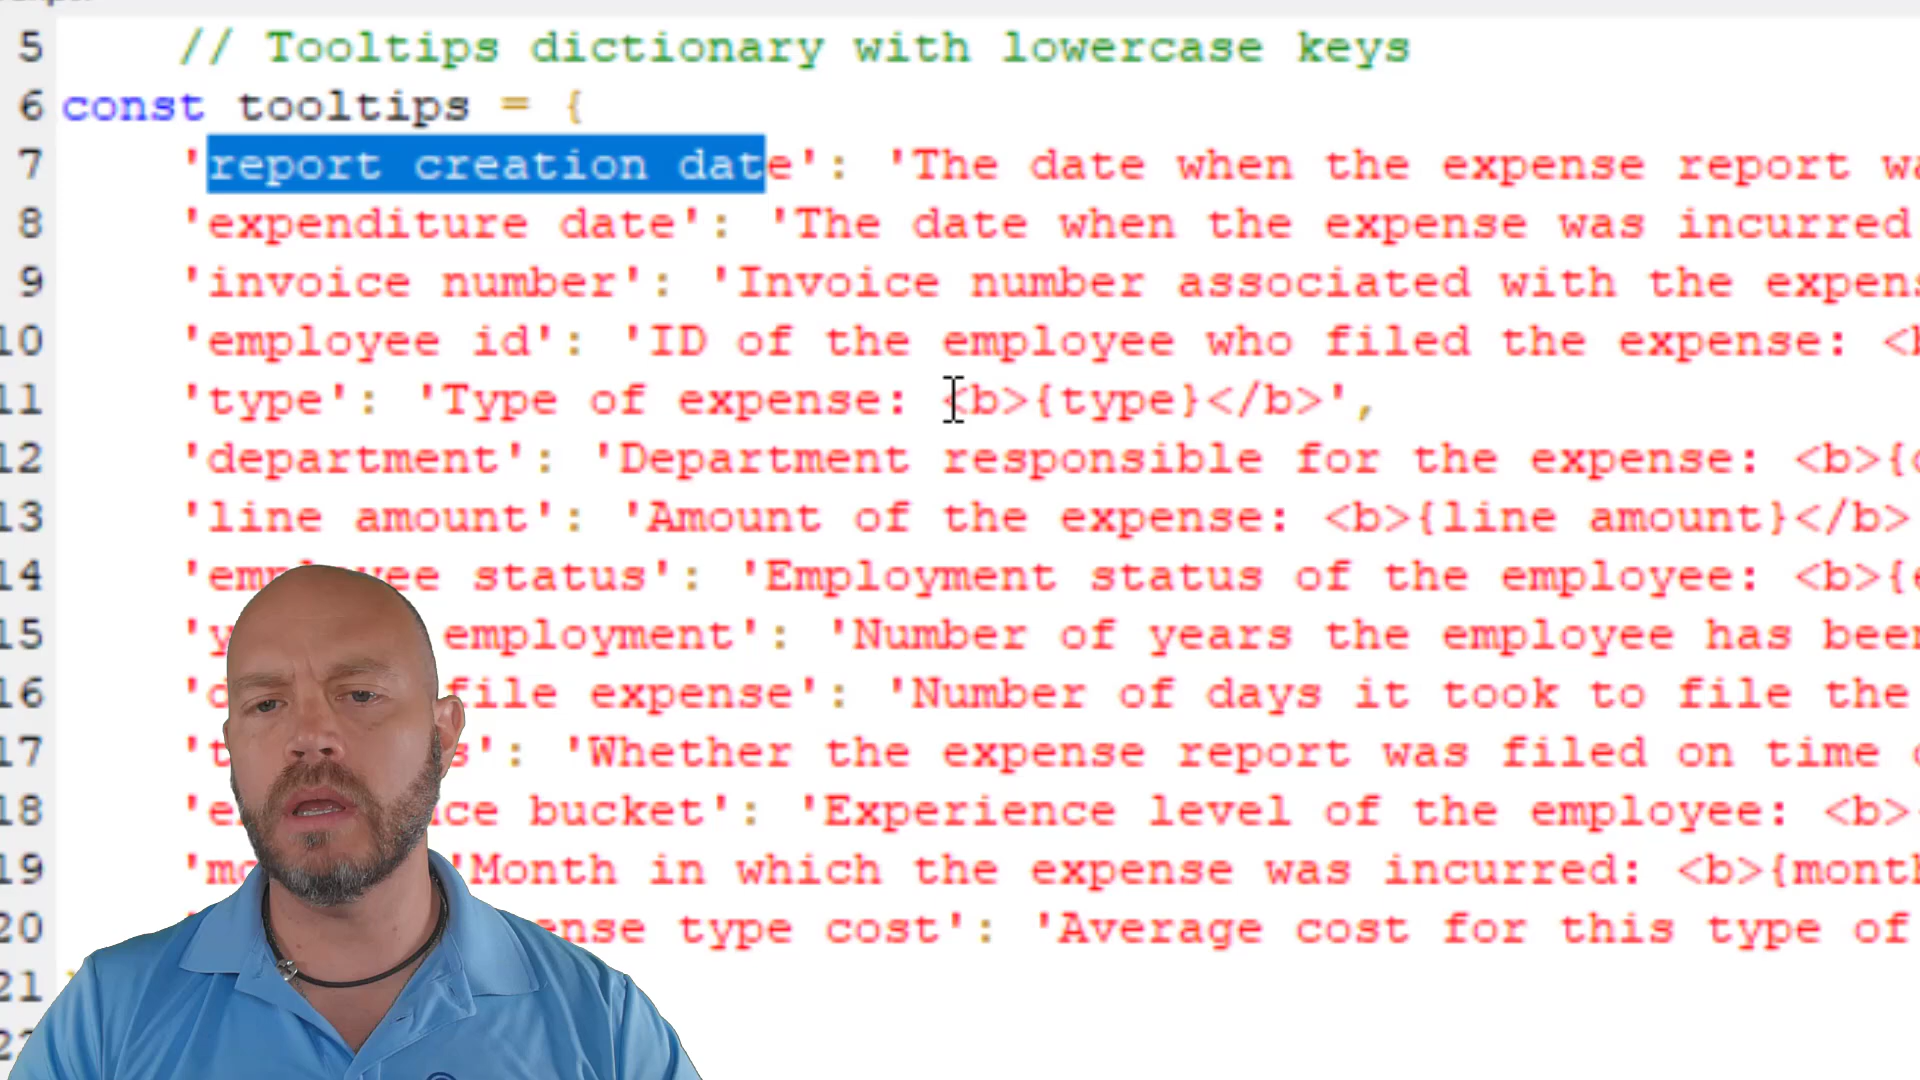 5 // Tooltips dictionary with lowercase keys
6 const tooltips = {
7 'report creation date': 'The date when the expense report
8 'expenditure date': 'The date when the expense was incurred
9 'invoice number': 'Invoice number associated with the
10 'employee id': 'ID of the employee who filed the expense: <b
11 'type': 'Type of expense: <b>{type}</b>',
12 'department': 'Department responsible for the expense: <b>{
13 'line amount': 'Amount of the expense: <b>{line amount}</b>
14 status': 'Employment status of the employee: <b>{
15 employment': 'Number of years the employee has been
16 file expense': 'Number of days it took to file the
17 'Whether the expense report was filed on time
18 bucket': 'Experience level of the employee: <b>
19 'Month in which the expense was incurred: <b>{month
20 type cost': 'Average cost for this type of
21